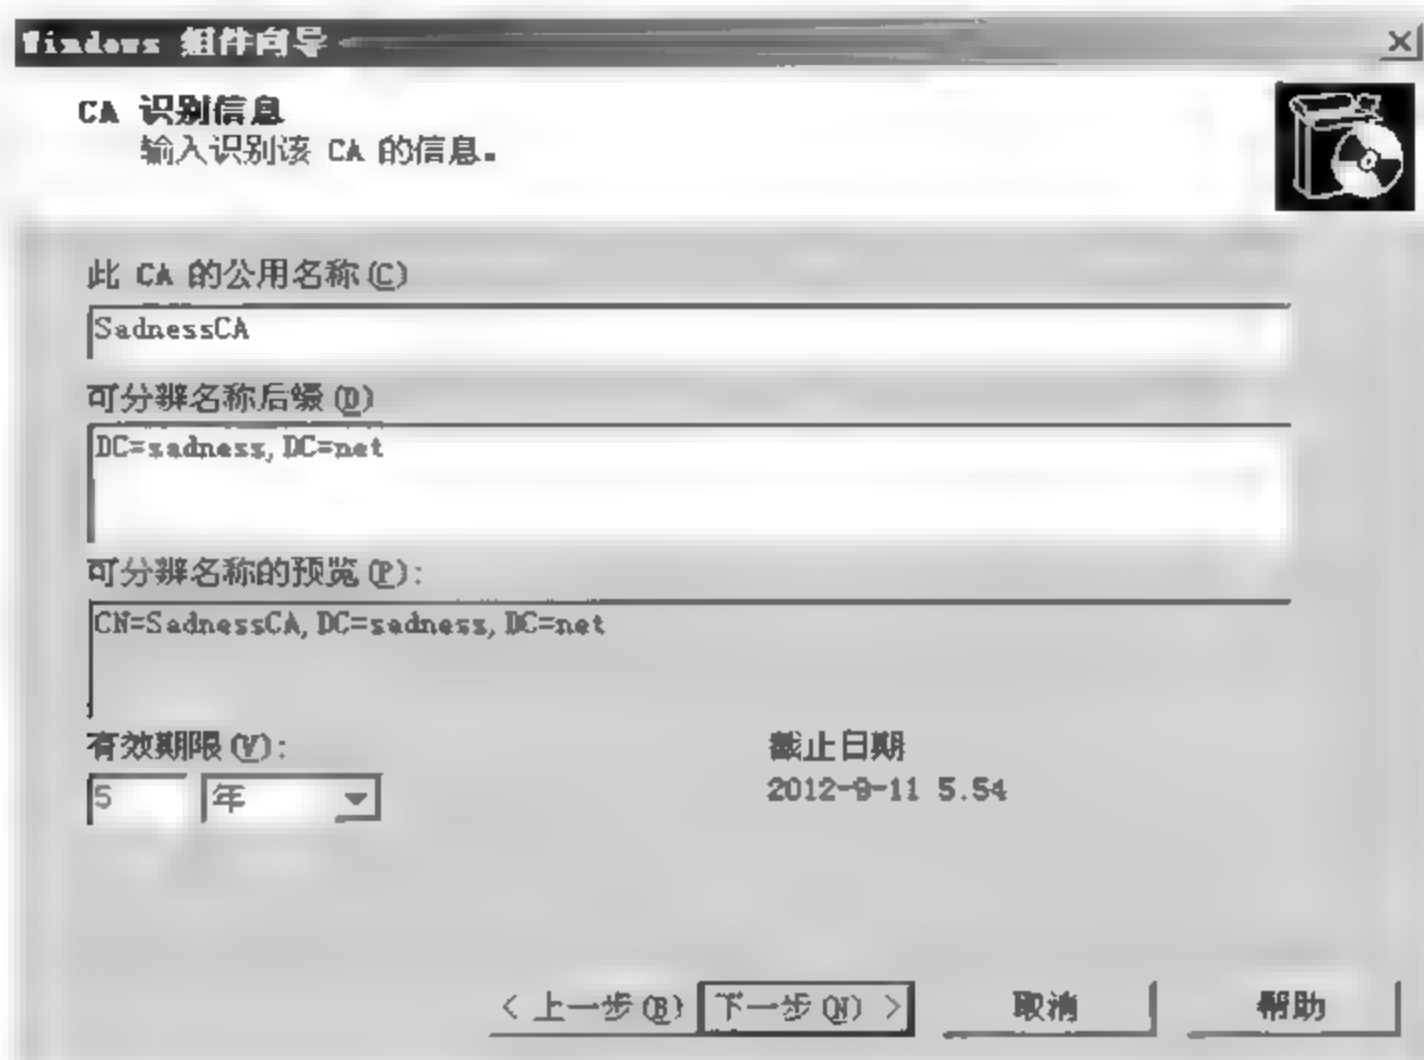 Windows 组件向导
CA 识别信息
输入识别该 CA 的信息。
此 CA 的公用名称(C)
SadnessCA
可分辨名称后缀(D)
DC=sadness,DC=net
可分辨名称的预览(P):
CN=SadnessCA,DC=sadness,DC=net
有效期限(V): 截止日期
5 年 2012-9-11 5.54
< 上一步(B) 下一步(N) > 取消 帮助